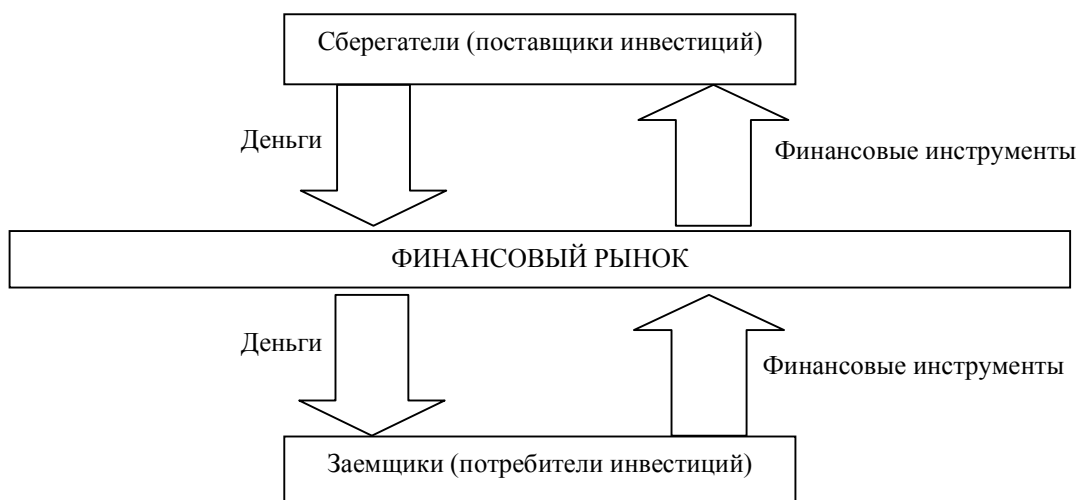 Сберегатели (поставщики инвестиций)
Деньги
Финансовые инструменты
ФИНАНСОВЫЙ РЫНОК
Деньги
Финансовые инструменты
Заемщики (потребители инвестиций)